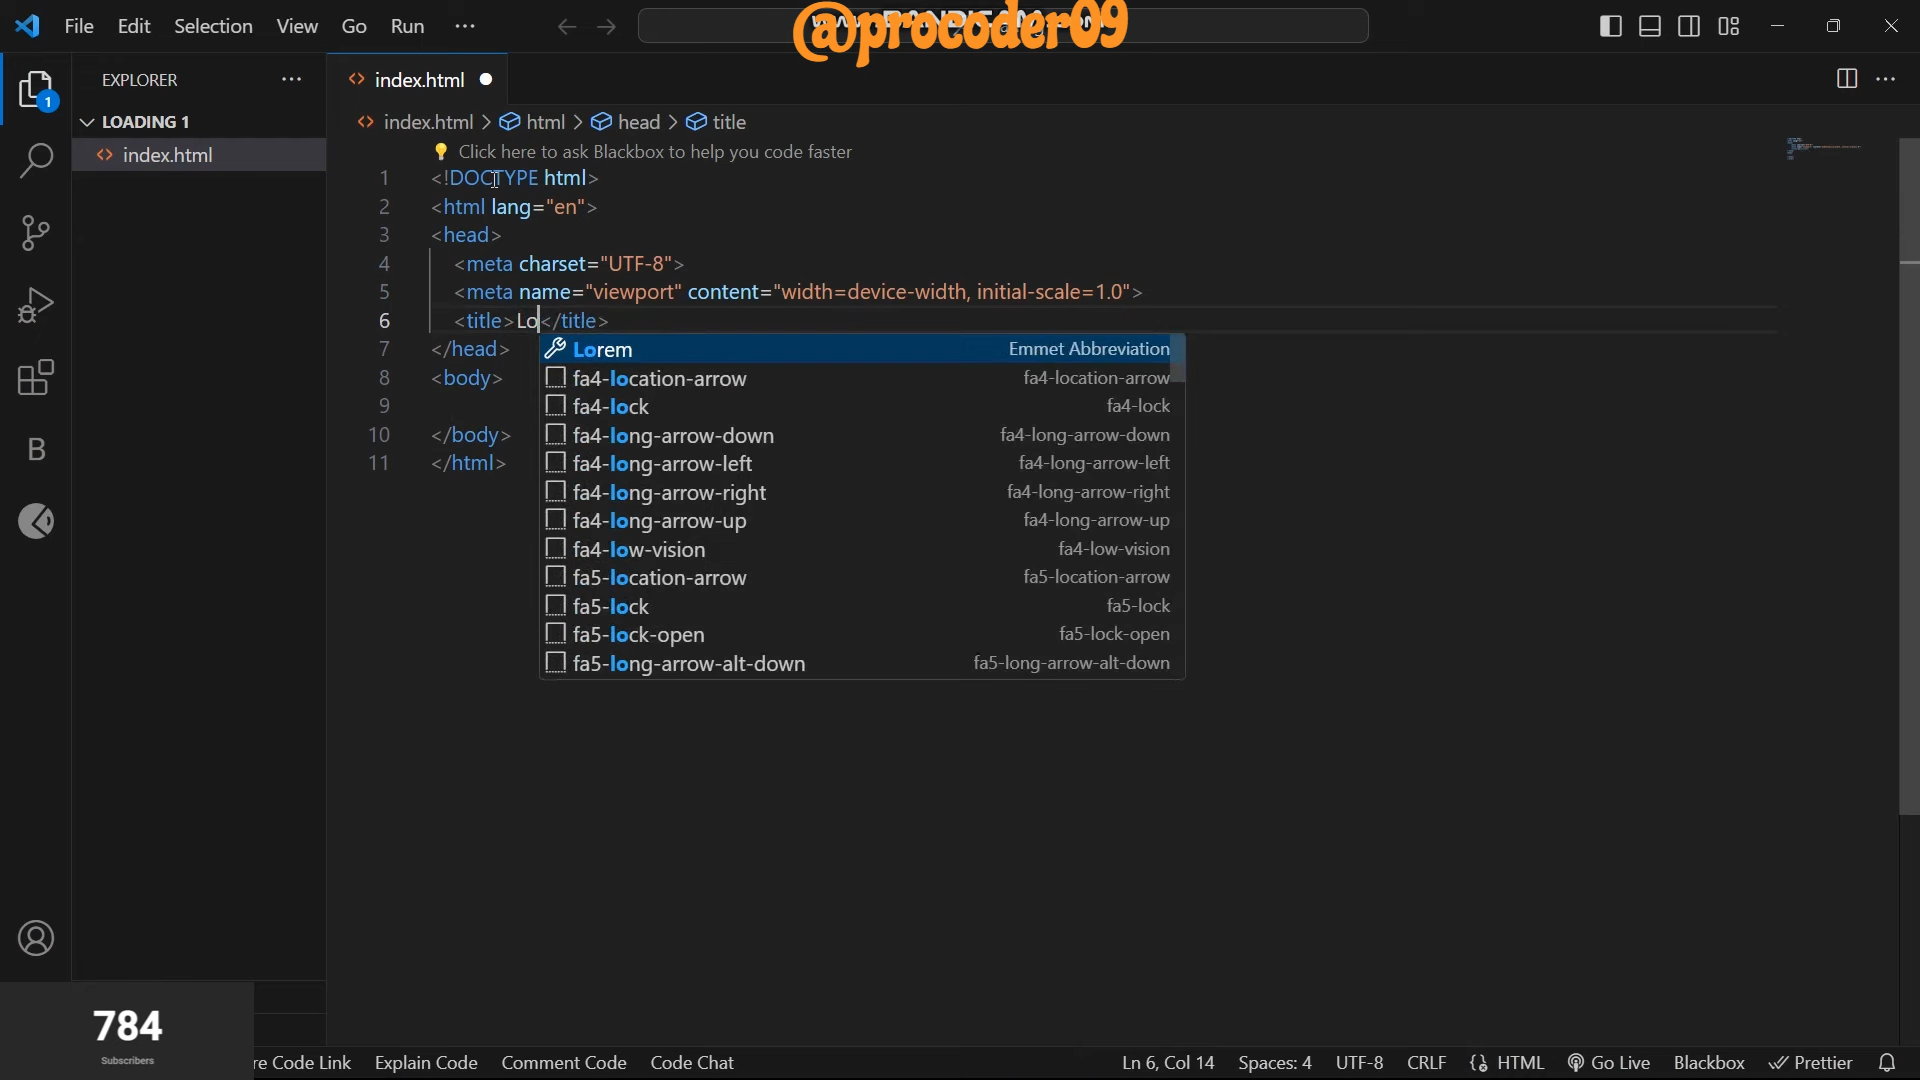 File Edit Selection View Go Run ...
@procoder09
EXPLORER ...
index.html
1
LOADING 1
index.html
index.html > html > head > title
Click here to ask Blackbox to help you code faster
1 <!DOCTYPE html>
2 <html lang="en">
3 <head>
4 <meta charset="UTF-8">
5 <meta name="viewport" content="width=device-width, initial-scale=1.0">
6 <title>Lo</title>
7 </head>
8 <body>
9
10 </body>
11 </html>
Lorem Emmet Abbreviation
fa4-location-arrow fa4-location-arrow
fa4-lock fa4-lock
fa4-long-arrow-down fa4-long-arrow-down
fa4-long-arrow-left fa4-long-arrow-left
fa4-long-arrow-right fa4-long-arrow-right
fa4-long-arrow-up fa4-long-arrow-up
fa4-low-vision fa4-low-vision
fa5-location-arrow fa5-location-arrow
fa5-lock fa5-lock
fa5-lock-open fa5-lock-open
fa5-long-arrow-alt-down fa5-long-arrow-alt-down
B
784
Subscribers
re Code Link Explain Code Comment Code Code Chat Ln 6, Col 14 Spaces: 4 UTF-8 CRLF HTML Go Live Blackbox Prettier